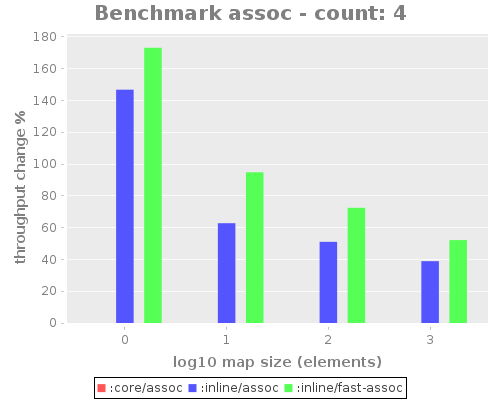 Benchmark assoc - count: 4
throughput change %
180
160
140
120
100
80
60
40
20
0
0 1 2 3
log10 map size (elements)
:core/assoc :inline/assoc :inline/fast-assoc